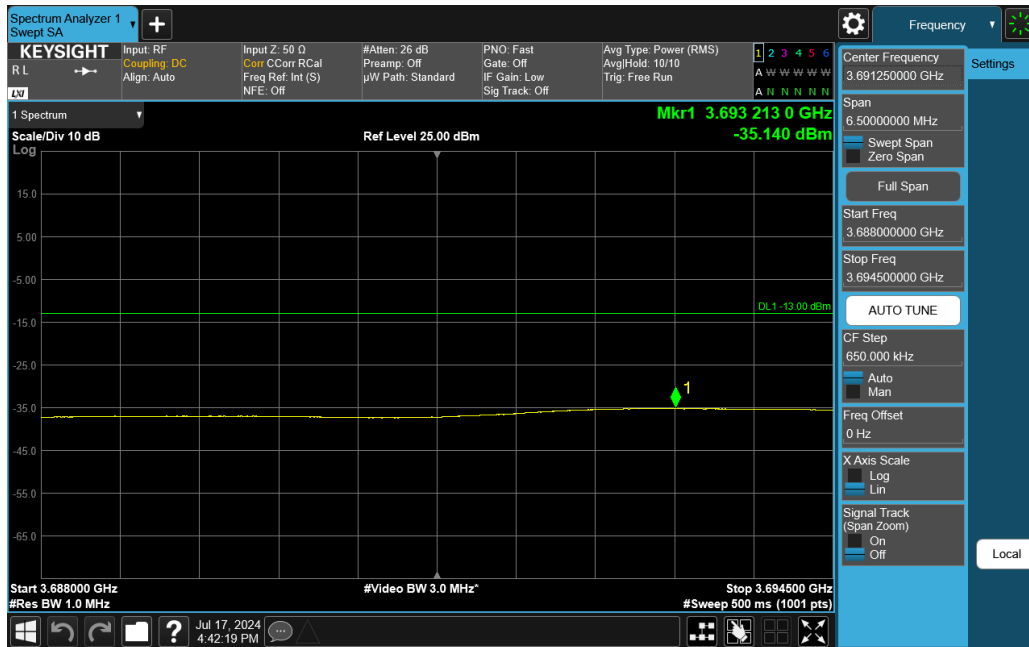 Spectrum Analyzer 1
Swept SA
+
Frequency
KEYSIGHT
R L
LXI
Input: RF
Coupling: DC
Align: Auto
Input Z: 50 Ω
Corr CCorr RCal
Freq Ref: Int (S)
NFE: Off
#Atten: 26 dB
Preamp: Off
µW Path: Standard
PNO: Fast
Gate: Off
IF Gain: Low
Sig Track: Off
Avg Type: Power (RMS)
Avg|Hold: 10/10
Trig: Free Run
1 2 3 4 5 6
A W W W W W
A N N N N N
1 Spectrum
Scale/Div 10 dB
Ref Level 25.00 dBm
Mkr1 3.693 213 0 GHz
-35.140 dBm
Log
15.0
5.00
-5.00
-15.0
-25.0
-35.0
-45.0
-55.0
-65.0
DL1 -13.00 dBm
1
Start 3.688000 GHz
#Res BW 1.0 MHz
#Video BW 3.0 MHz*
Stop 3.694500 GHz
#Sweep 500 ms (1001 pts)
Center Frequency
3.691250000 GHz
Span
6.50000000 MHz
Swept Span
Zero Span
Full Span
Start Freq
3.688000000 GHz
Stop Freq
3.694500000 GHz
AUTO TUNE
CF Step
650.000 kHz
Auto
Man
Freq Offset
0 Hz
X Axis Scale
Log
Lin
Signal Track
(Span Zoom)
On
Off
Settings
Local
?
Jul 17, 2024
4:42:19 PM